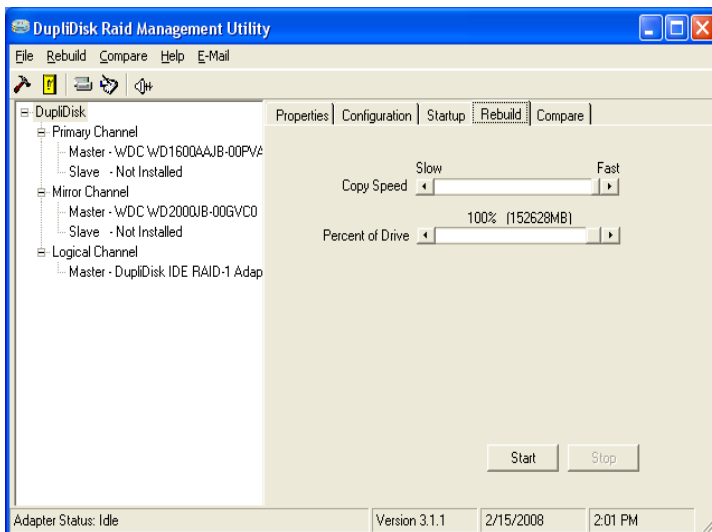 DupliDisk Raid Management Utility
File Rebuild Compare Help E-Mail
DupliDisk
Primary Channel
Master - WDC WD1600AAJB-00PVA
Slave - Not Installed
Mirror Channel
Master - WDC WD2000JB-00GVC0
Slave - Not Installed
Logical Channel
Master - DupliDisk IDE RAID-1 Adap
Properties Configuration Startup Rebuild Compare
Slow Fast
Copy Speed
100% (152628MB)
Percent of Drive
Start Stop
Adapter Status: Idle Version 3.1.1 2/15/2008 2:01 PM